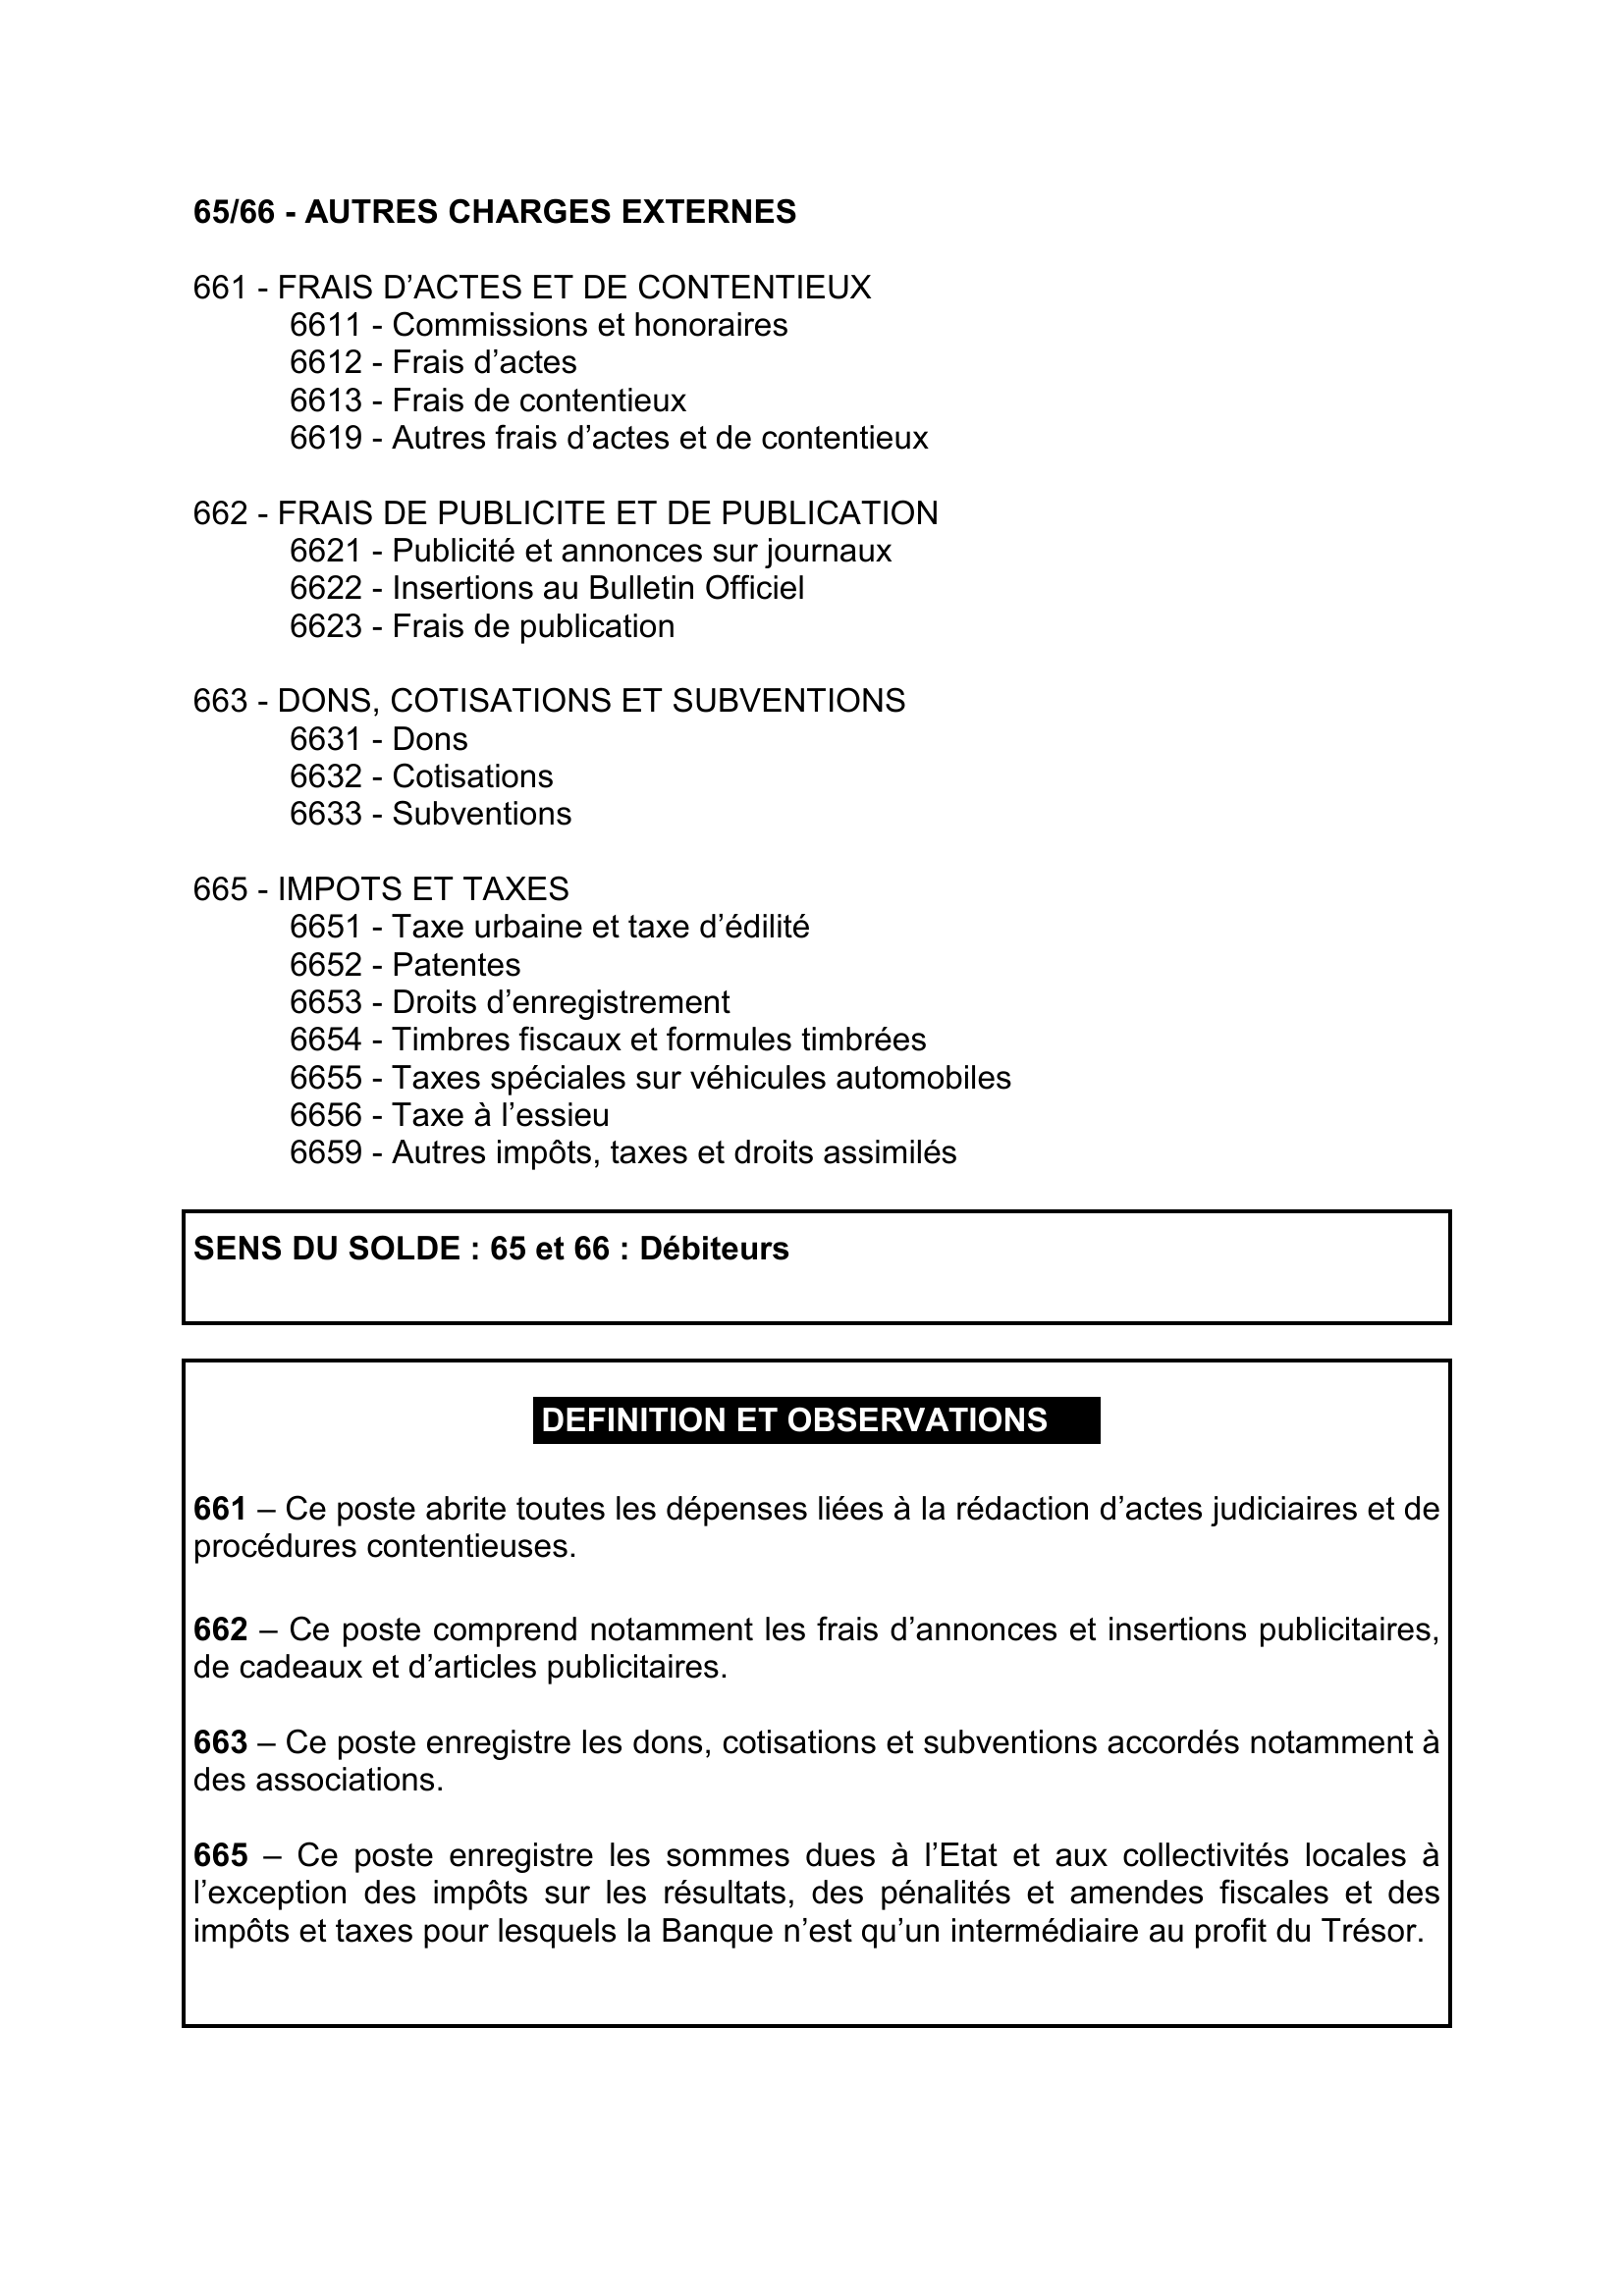 65/66 - AUTRES CHARGES EXTERNES
661 - FRAIS D’ACTES ET DE CONTENTIEUX
6611 - Commissions et honoraires
6612 - Frais d’actes
6613 - Frais de contentieux
6619 - Autres frais d’actes et de contentieux
662 - FRAIS DE PUBLICITE ET DE PUBLICATION
6621 - Publicité et annonces sur journaux
6622 - Insertions au Bulletin Officiel
6623 - Frais de publication
663 - DONS, COTISATIONS ET SUBVENTIONS
6631 - Dons
6632 - Cotisations
6633 - Subventions
665 - IMPOTS ET TAXES
6651 - Taxe urbaine et taxe d’édilité
6652 - Patentes
6653 - Droits d’enregistrement
6654 - Timbres fiscaux et formules timbrées
6655 - Taxes spéciales sur véhicules automobiles
6656 - Taxe à l’essieu
6659 - Autres impôts, taxes et droits assimilés
SENS DU SOLDE : 65 et 66 : Débiteurs
DEFINITION ET OBSERVATIONS
661 – Ce poste abrite toutes les dépenses liées à la rédaction d’actes judiciaires et de
procédures contentieuses.
662 – Ce poste comprend notamment les frais d’annonces et insertions publicitaires,
de cadeaux et d’articles publicitaires.
663 – Ce poste enregistre les dons, cotisations et subventions accordés notamment à
des associations.
665 – Ce poste enregistre les sommes dues à l’Etat et aux collectivités locales à
l’exception des impôts sur les résultats, des pénalités et amendes fiscales et des
impôts et taxes pour lesquels la Banque n’est qu’un intermédiaire au profit du Trésor.